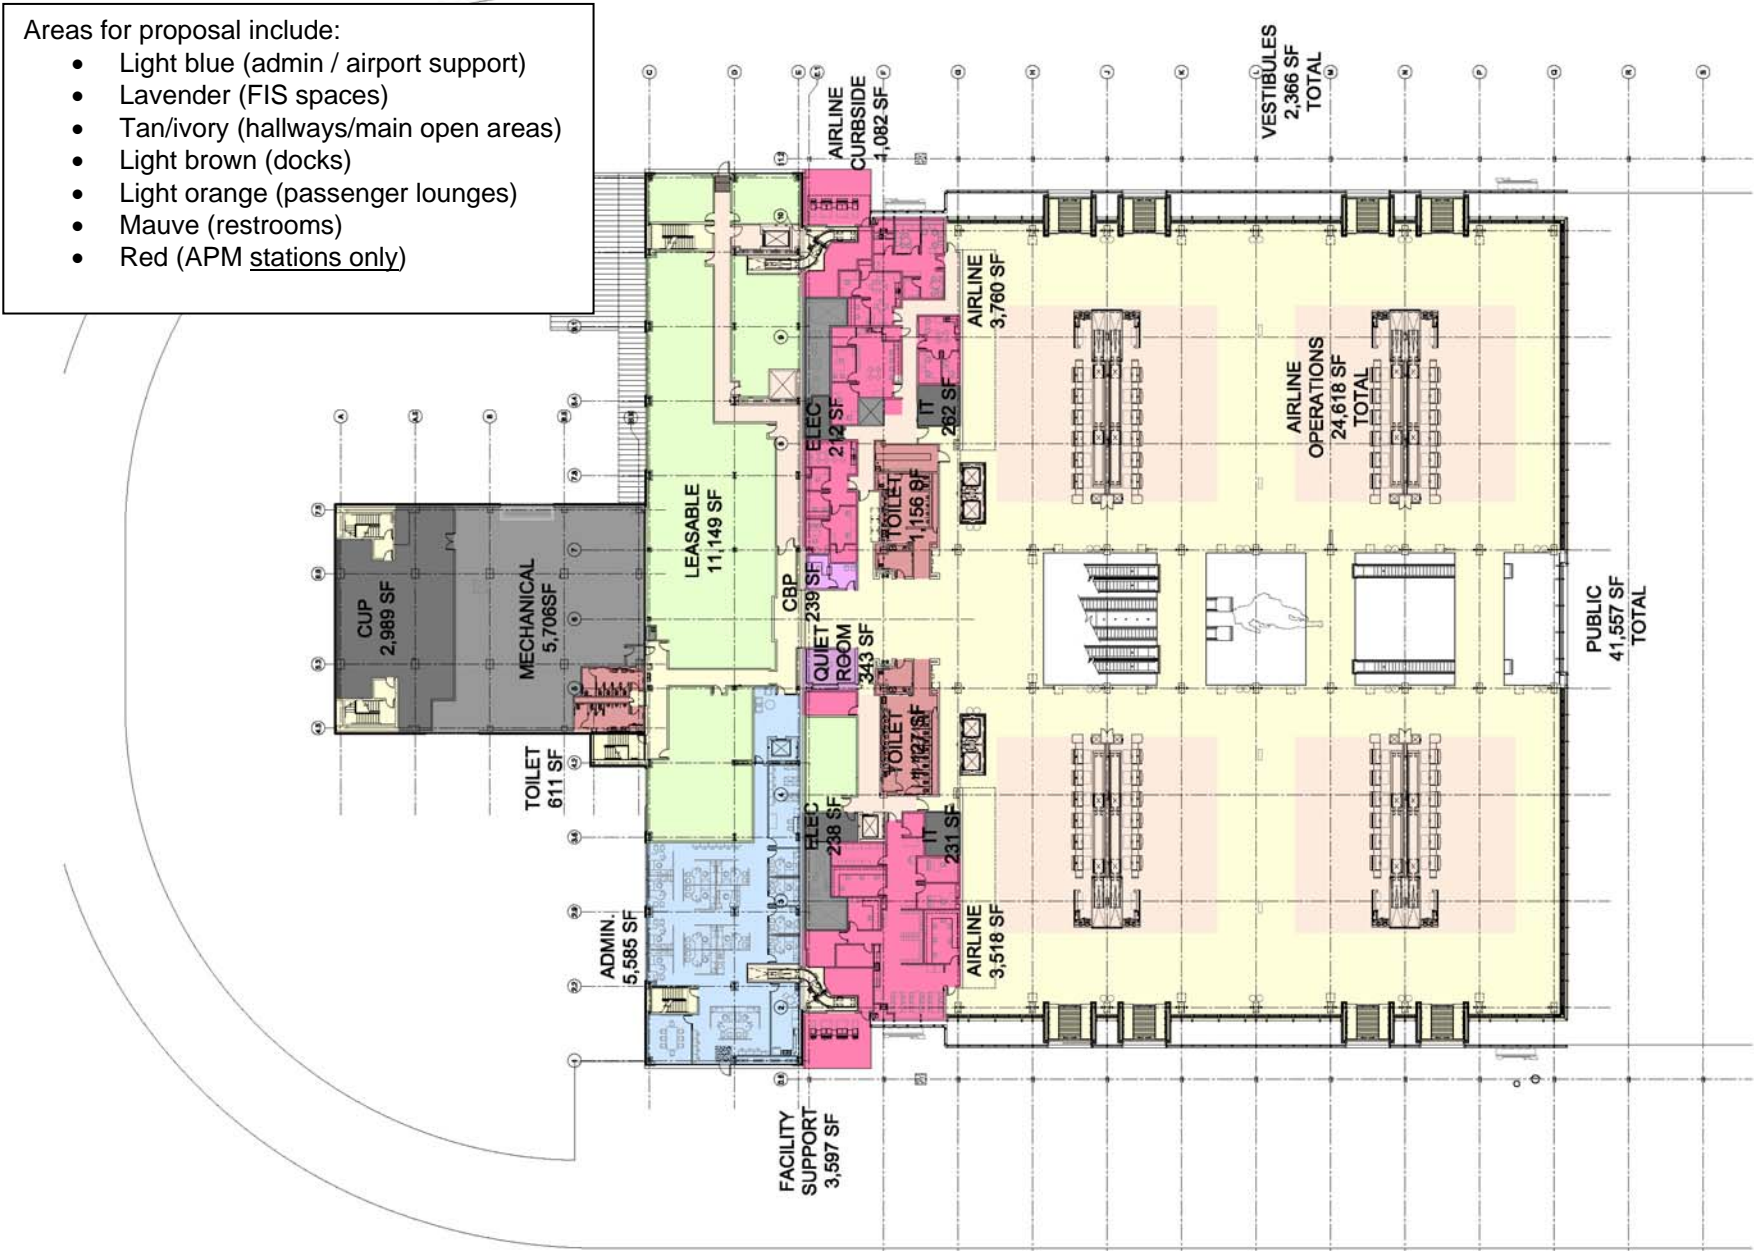 Areas for proposal include:
• Light blue (admin / airport support)
• Lavender (FIS spaces)
• Tan/ivory (hallways/main open areas)
• Light brown (docks)
• Light orange (passenger lounges)
• Mauve (restrooms)
• Red (APM stations only)
AIRLINE
CURBSIDE
1,082 SF
VESTIBULES
2,366 SF
TOTAL
AIRLINE
3,760 SF
AIRLINE
OPERATIONS
24,618 SF
TOTAL
ELEC
212 SF
IT
262 SF
LEASABLE
11,149 SF
TOILET
1,156 SF
CUP
2,989 SF
MECHANICAL
5,706SF
CBP
239 SF
QUIET
ROOM
343 SF
PUBLIC
41,557 SF
TOTAL
TOILET
611 SF
TOILET
1,127 SF
ELEC
238 SF
IT
231 SF
ADMIN.
5,585 SF
AIRLINE
3,518 SF
FACILITY
SUPPORT
3,597 SF
C
D
E
F
G
H
J
K
L
M
N
P
Q
R
S
A
B